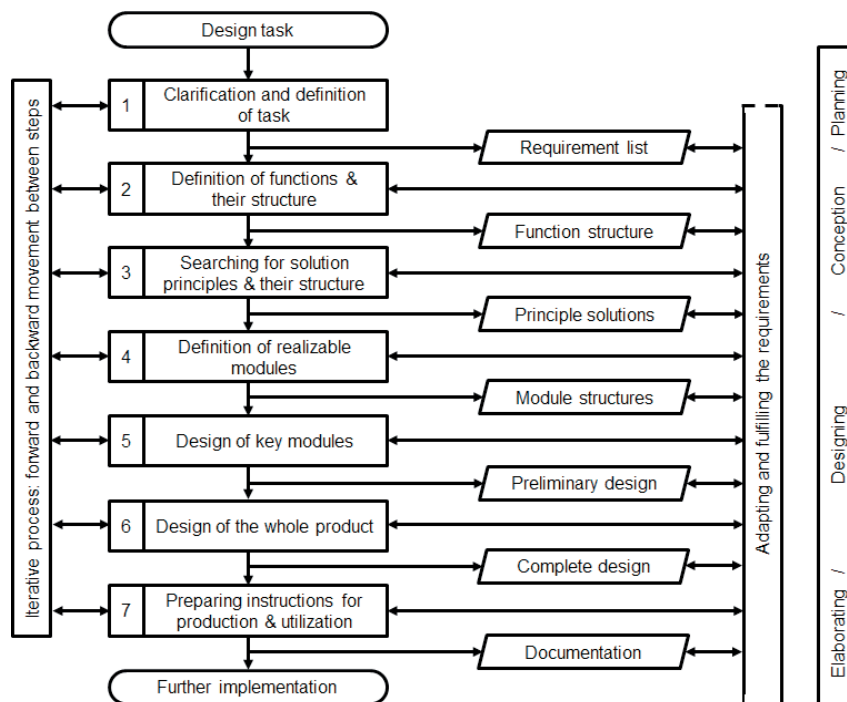 Design task
1
Clarification and definition
of task
Requirement list
2
Definition of functions &
their structure
Function structure
3
Searching for solution
principles & their structure
Principle solutions
4
Definition of realizable
modules
Module structures
5
Design of key modules
Preliminary design
6
Design of the whole product
Complete design
7
Preparing instructions for
production & utilization
Documentation
Further implementation
Iterative process: forward and backward movement between steps
Adapting and fulfilling the requirements
Elaborating / Designing / Conception / Planning